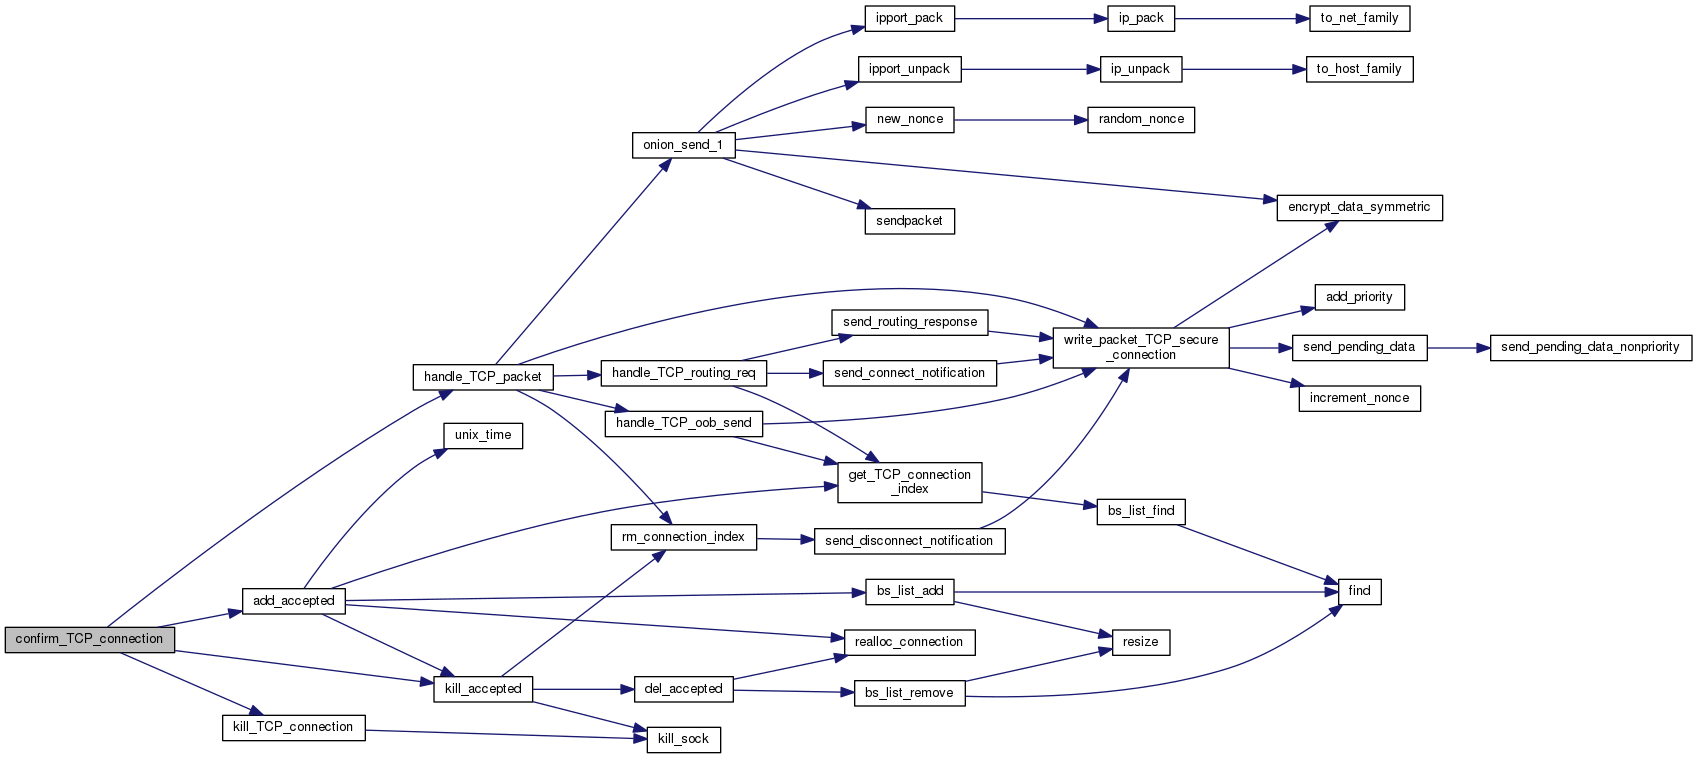 ipport_pack
ip_pack
to_net_family
ipport_unpack
ip_unpack
to_host_family
new_nonce
random_nonce
onion_send_1
encrypt_data_symmetric
sendpacket
add_priority
send_routing_response
write_packet_TCP_secure
_connection
send_pending_data
send_pending_data_nonpriority
handle_TCP_packet
handle_TCP_routing_req
send_connect_notification
increment_nonce
handle_TCP_oob_send
unix_time
get_TCP_connection
_index
bs_list_find
rm_connection_index
send_disconnect_notification
add_accepted
bs_list_add
find
confirm_TCP_connection
realloc_connection
resize
kill_accepted
del_accepted
bs_list_remove
kill_TCP_connection
kill_sock